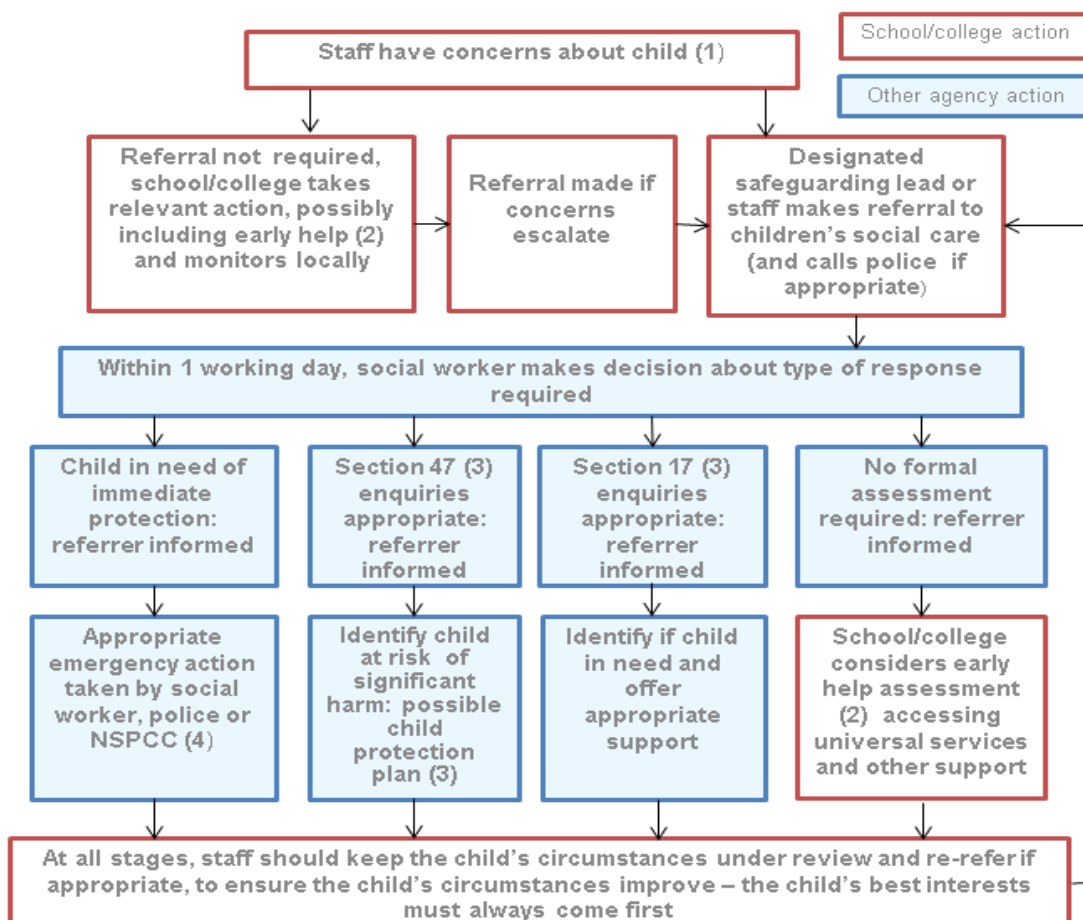 School/college action
Staff have concerns about child (1)
Other agency action
Referral not required,
school/college takes
relevant action, possibly
including early help (2)
and monitors locally
Referral made if
concerns
escalate
Designated
safeguarding lead or
staff makes referral to
children’s social care
(and calls police if
appropriate)
Within 1 working day, social worker makes decision about type of response
required
Child in need of
immediate
protection:
referrer informed
Section 47 (3)
enquiries
appropriate:
referrer
informed
Section 17 (3)
enquiries
appropriate:
referrer
informed
No formal
assessment
required: referrer
informed
Appropriate
emergency action
taken by social
worker, police or
NSPCC (4)
Identify child
at risk of
significant
harm: possible
child
protection
plan (3)
Identify if child
in need and
offer
appropriate
support
School/college
considers early
help assessment
(2) accessing
universal services
and other support
At all stages, staff should keep the child’s circumstances under review and re-refer if
appropriate, to ensure the child’s circumstances improve – the child’s best interests
must always come first